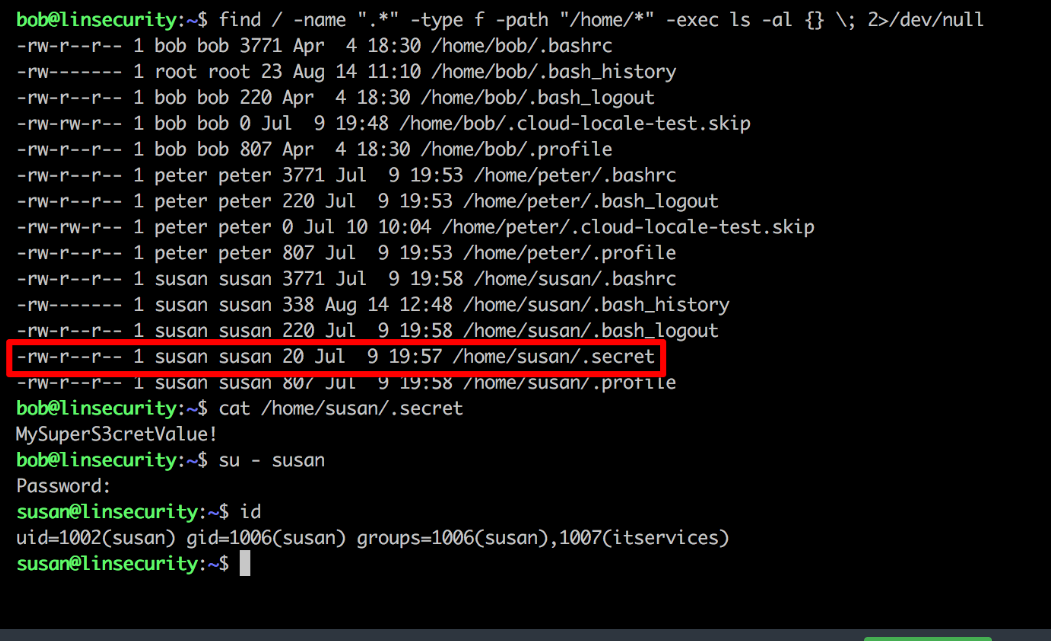 bob@linsecurity:~$ find / -name ".*" -type f -path "/home/*" -exec ls -al {} \; 2>/dev/null
-rw-r--r-- 1 bob bob 3771 Apr  4 18:30 /home/bob/.bashrc
-rw------- 1 root root 23 Aug 14 11:10 /home/bob/.bash_history
-rw-r--r-- 1 bob bob 220 Apr  4 18:30 /home/bob/.bash_logout
-rw-rw-r-- 1 bob bob 0 Jul  9 19:48 /home/bob/.cloud-locale-test.skip
-rw-r--r-- 1 bob bob 807 Apr  4 18:30 /home/bob/.profile
-rw-r--r-- 1 peter peter 3771 Jul  9 19:53 /home/peter/.bashrc
-rw-r--r-- 1 peter peter 220 Jul  9 19:53 /home/peter/.bash_logout
-rw-rw-r-- 1 peter peter 0 Jul 10 10:04 /home/peter/.cloud-locale-test.skip
-rw-r--r-- 1 peter peter 807 Jul  9 19:53 /home/peter/.profile
-rw-r--r-- 1 susan susan 3771 Jul  9 19:58 /home/susan/.bashrc
-rw------- 1 susan susan 338 Aug 14 12:48 /home/susan/.bash_history
-rw-r--r-- 1 susan susan 220 Jul  9 19:58 /home/susan/.bash_logout
-rw-r--r-- 1 susan susan 20 Jul  9 19:57 /home/susan/.secret
-rw-r--r-- 1 susan susan 807 Jul  9 19:58 /home/susan/.profile
bob@linsecurity:~$ cat /home/susan/.secret
MySuperS3cretValue!
bob@linsecurity:~$ su - susan
Password:
susan@linsecurity:~$ id
uid=1002(susan) gid=1006(susan) groups=1006(susan),1007(itservices)
susan@linsecurity:~$